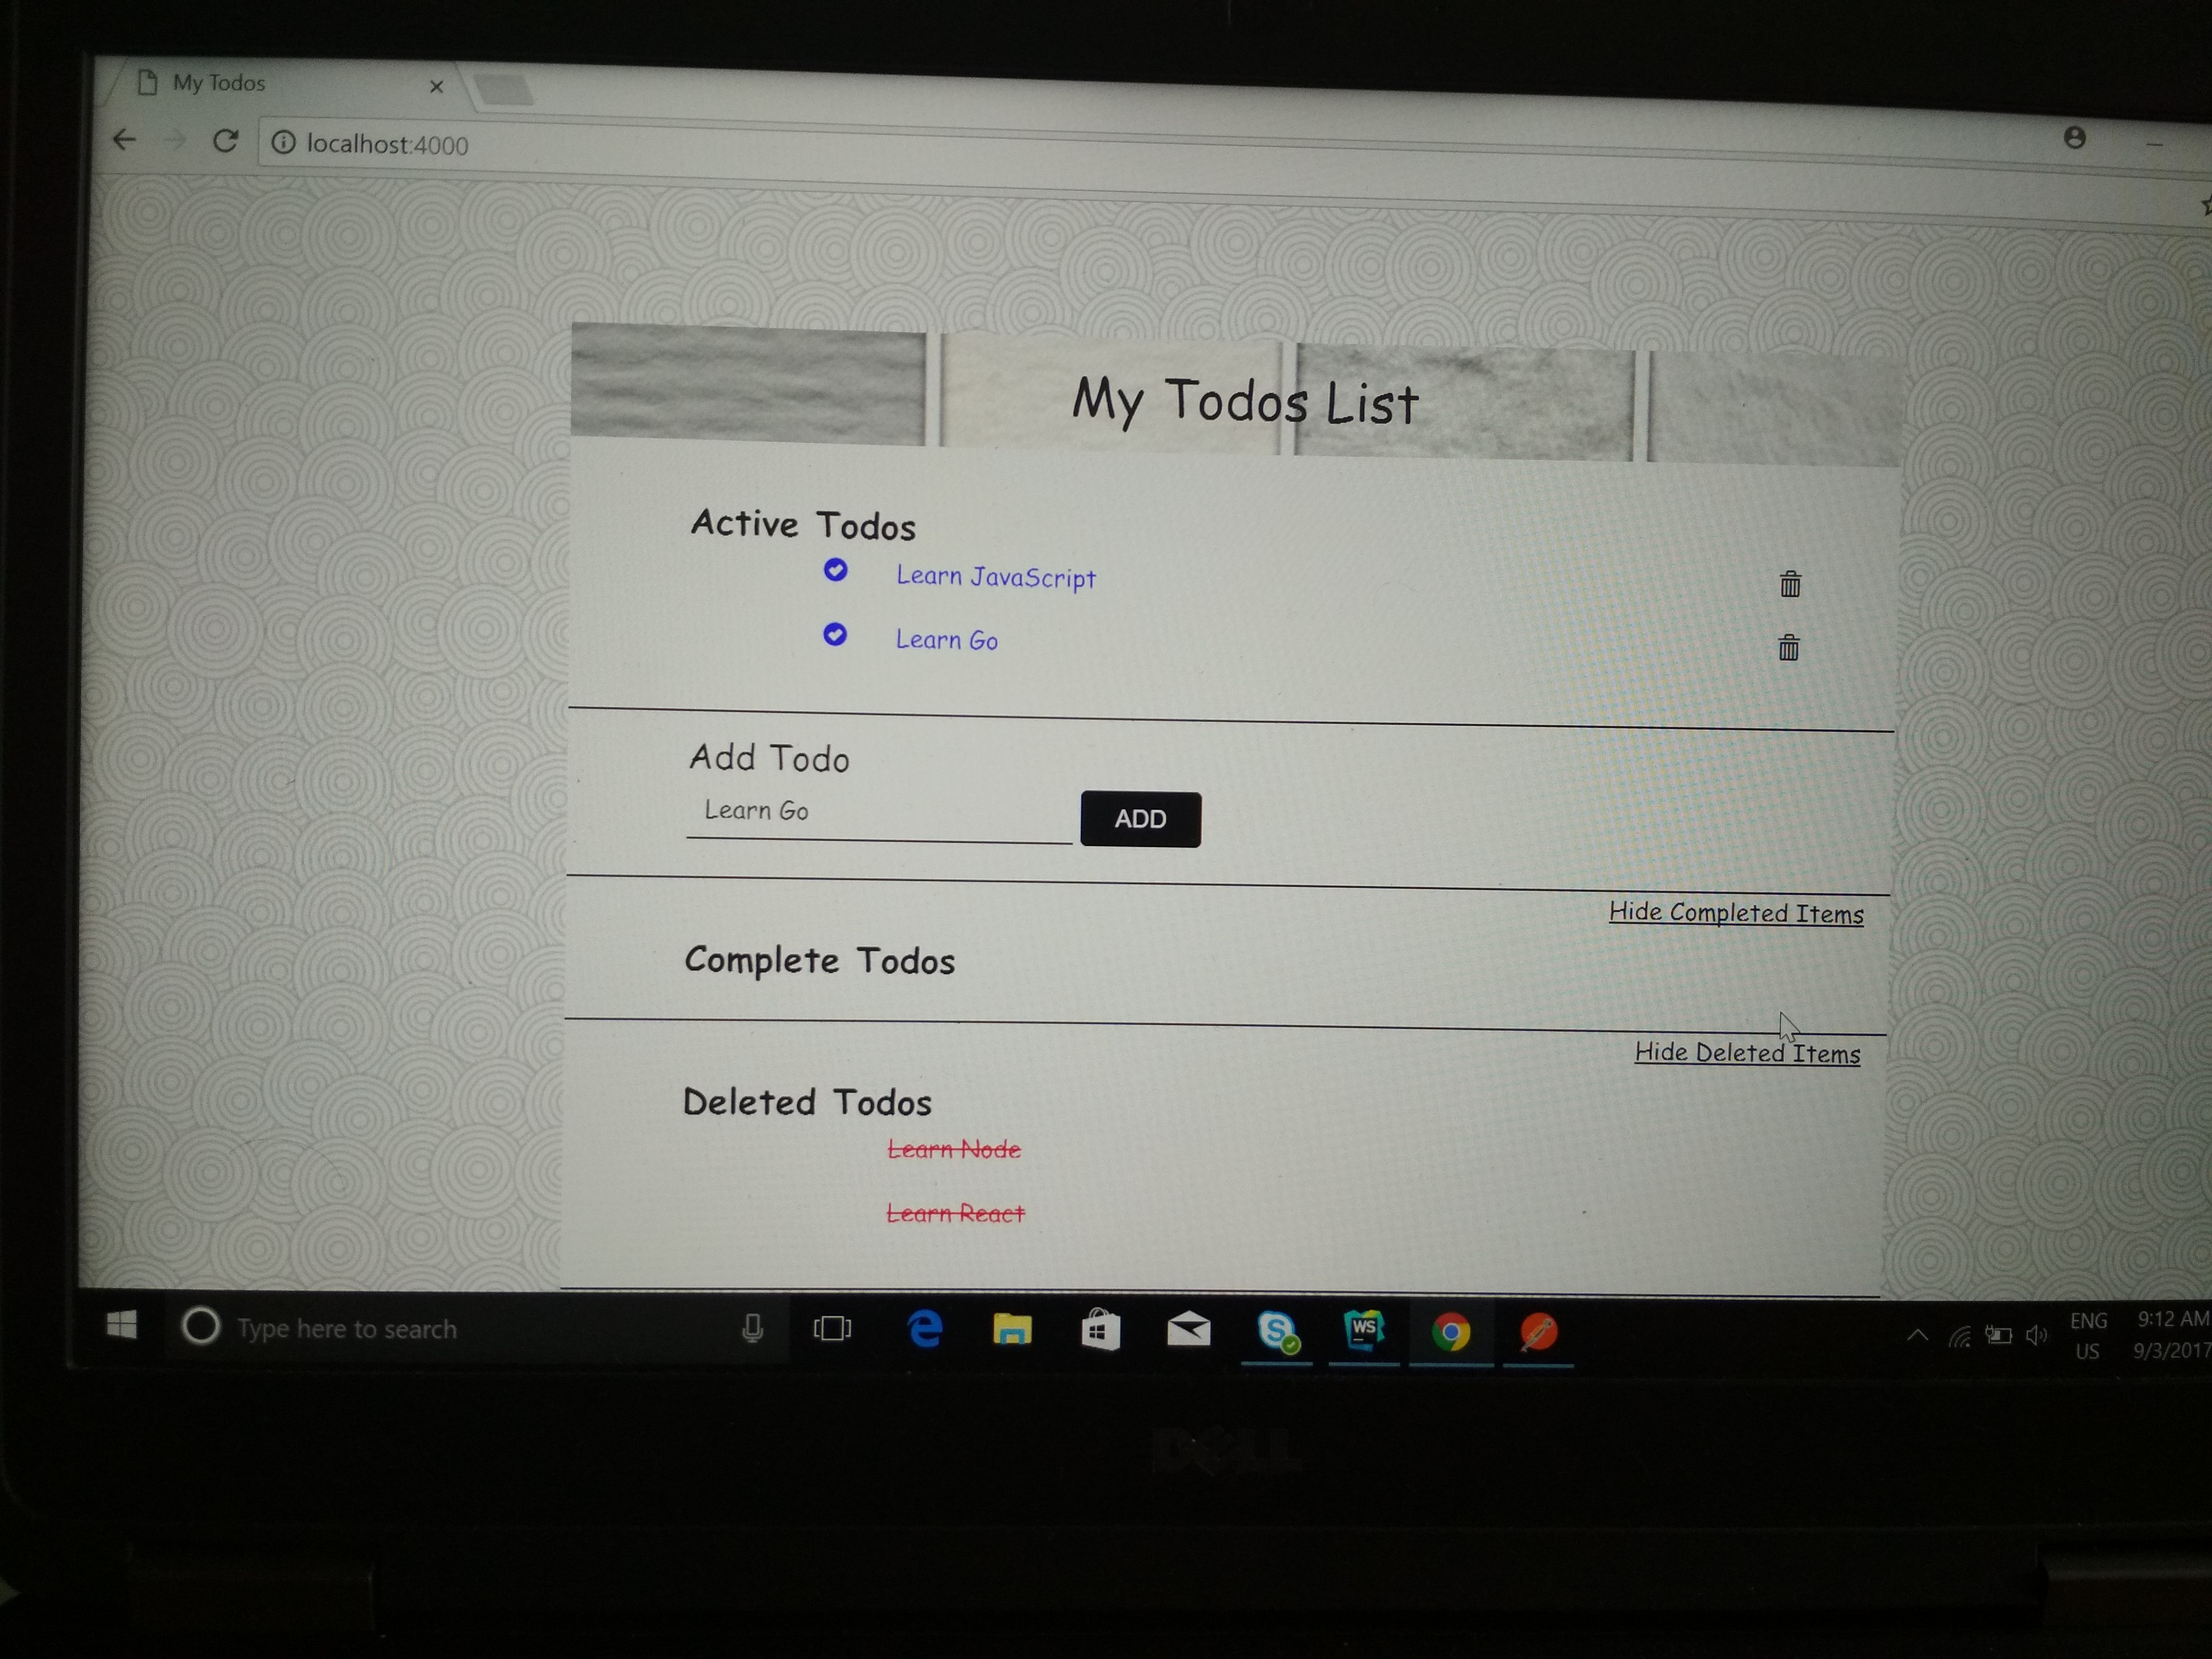 My Todos
localhost:4000
My Todos List
Active Todos
Learn JavaScript
Learn Go
Add Todo
Learn Go
ADD
Hide Completed Items
Complete Todos
Hide Deleted Items
Deleted Todos
Learn Node
Learn React
Type here to search
WS
ENG
US
9:12 AM
9/3/2017
DELL